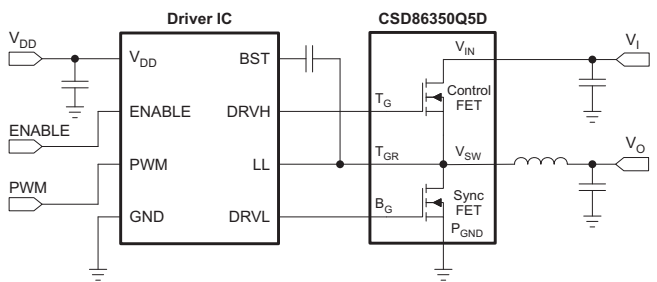 Driver IC
CSD86350Q5D
VDD
VDD
BST
VIN
VI
Control
FET
ENABLE
ENABLE
DRVH
TG
PWM
PWM
LL
TGR
VSW
VO
GND
DRVL
BG
Sync
FET
PGND